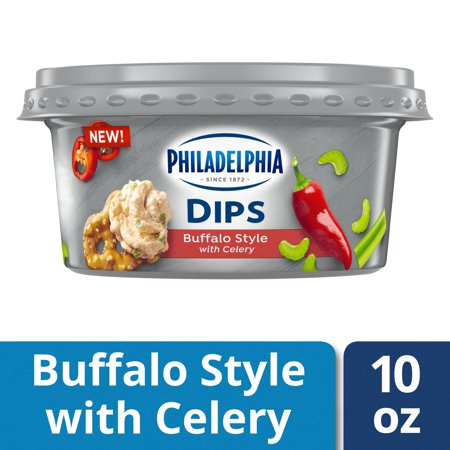 NEW!
PHILADELPHIA
• SINCE 1872 •
DIPS
Buffalo Style
with Celery
Buffalo Style
with Celery
10
oz